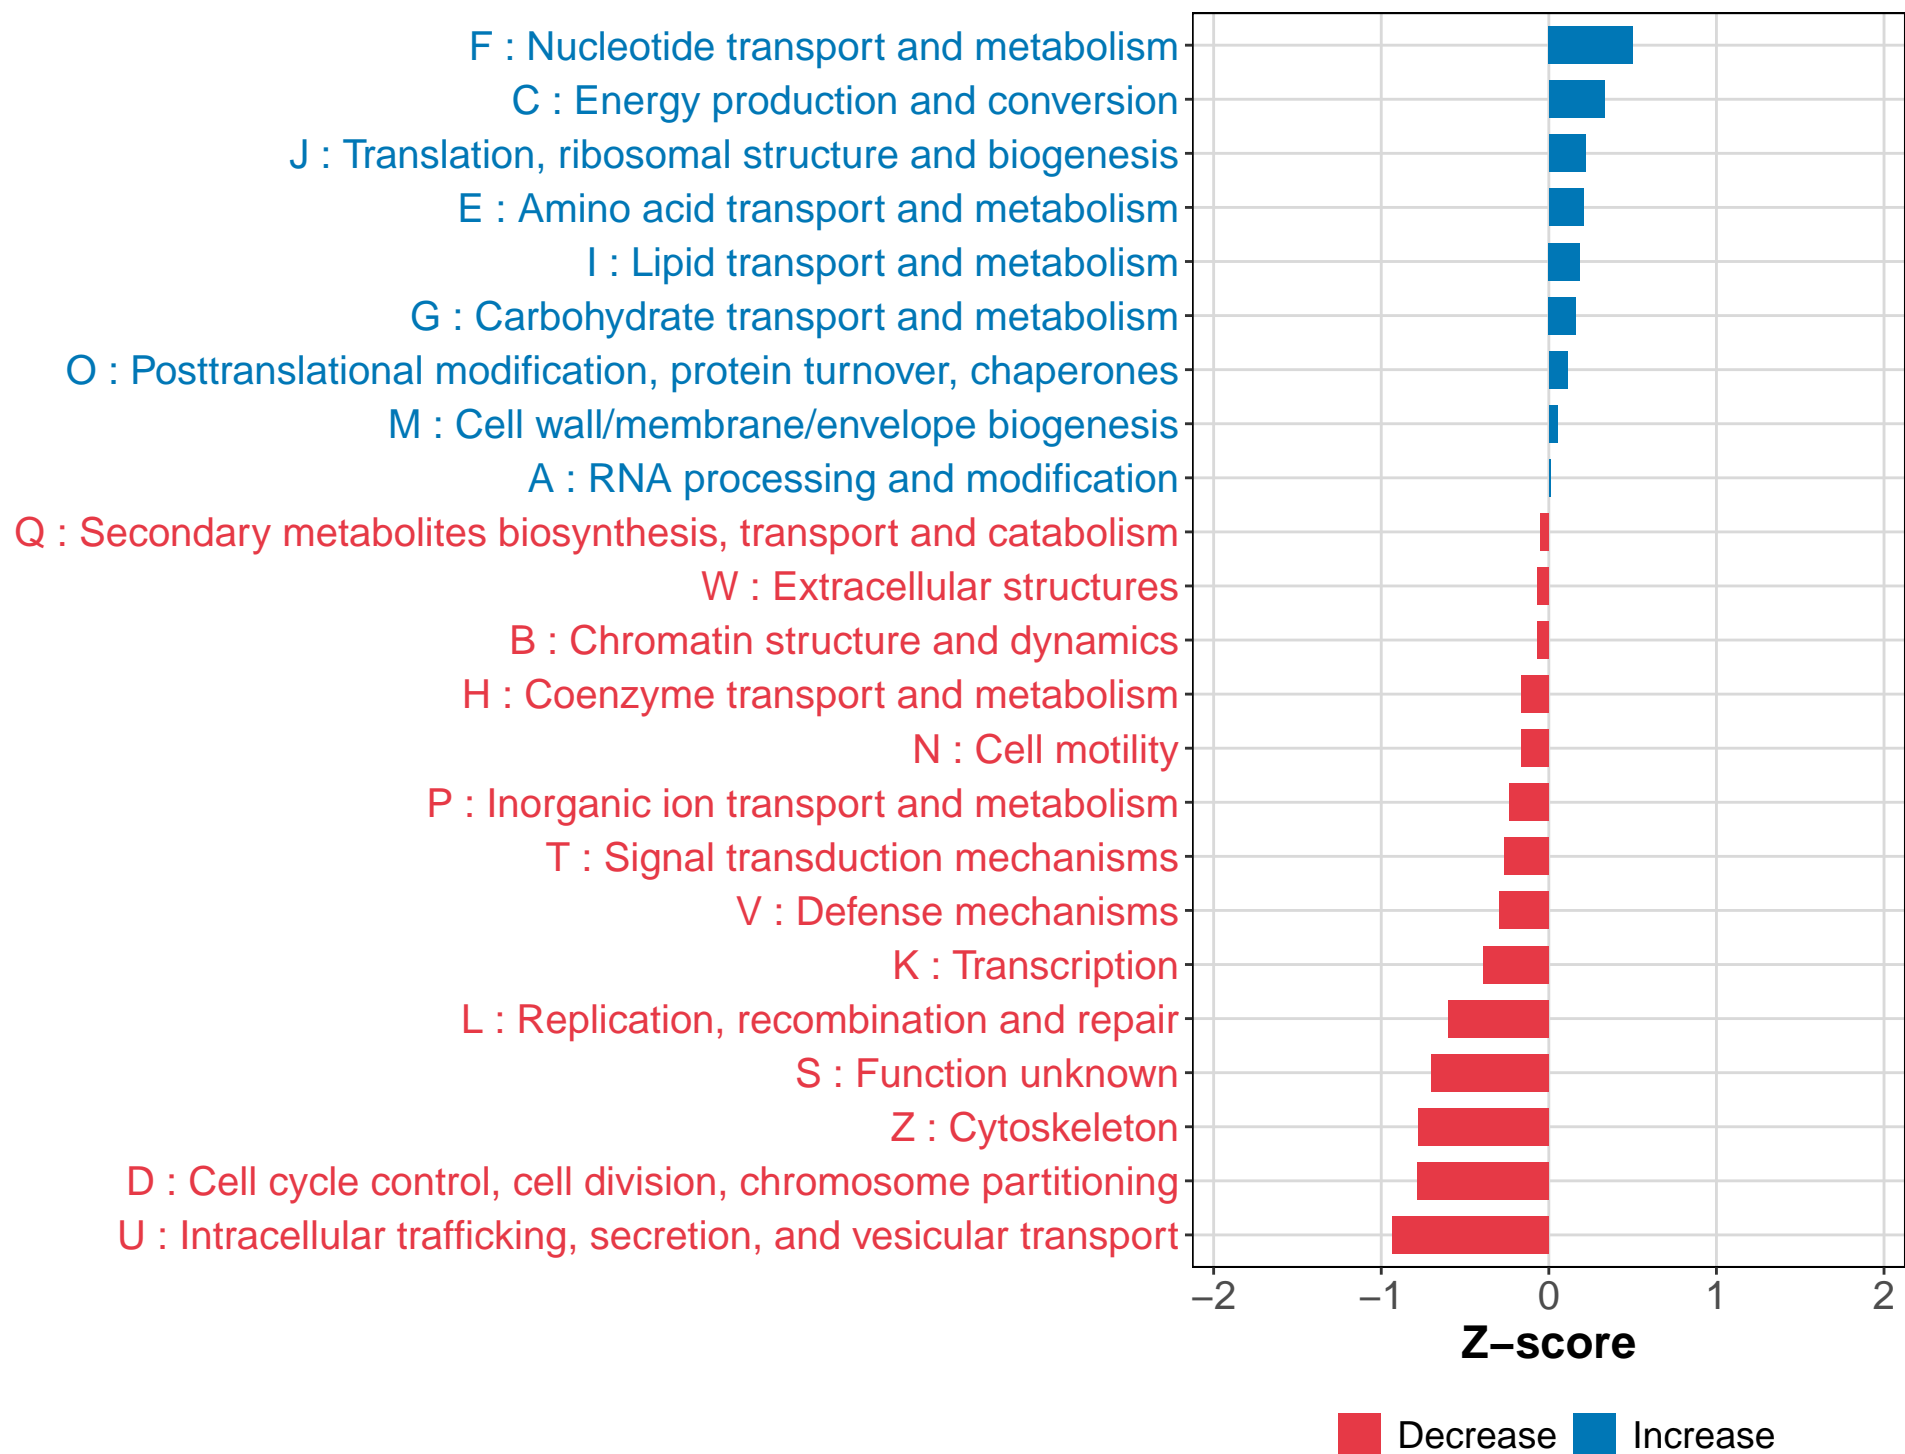 F : Nucleotide transport and metabolism
C : Energy production and conversion
J : Translation, ribosomal structure and biogenesis
E : Amino acid transport and metabolism
I : Lipid transport and metabolism
G : Carbohydrate transport and metabolism
O : Posttranslational modification, protein turnover, chaperones
M : Cell wall/membrane/envelope biogenesis
A : RNA processing and modification
Q : Secondary metabolites biosynthesis, transport and catabolism
W : Extracellular structures
B : Chromatin structure and dynamics
H : Coenzyme transport and metabolism
N : Cell motility
P : Inorganic ion transport and metabolism
T : Signal transduction mechanisms
V : Defense mechanisms
K : Transcription
L : Replication, recombination and repair
S : Function unknown
Z : Cytoskeleton
D : Cell cycle control, cell division, chromosome partitioning
U : Intracellular trafficking, secretion, and vesicular transport
−2 −1 0 1 2
Z−score
Decrease Increase